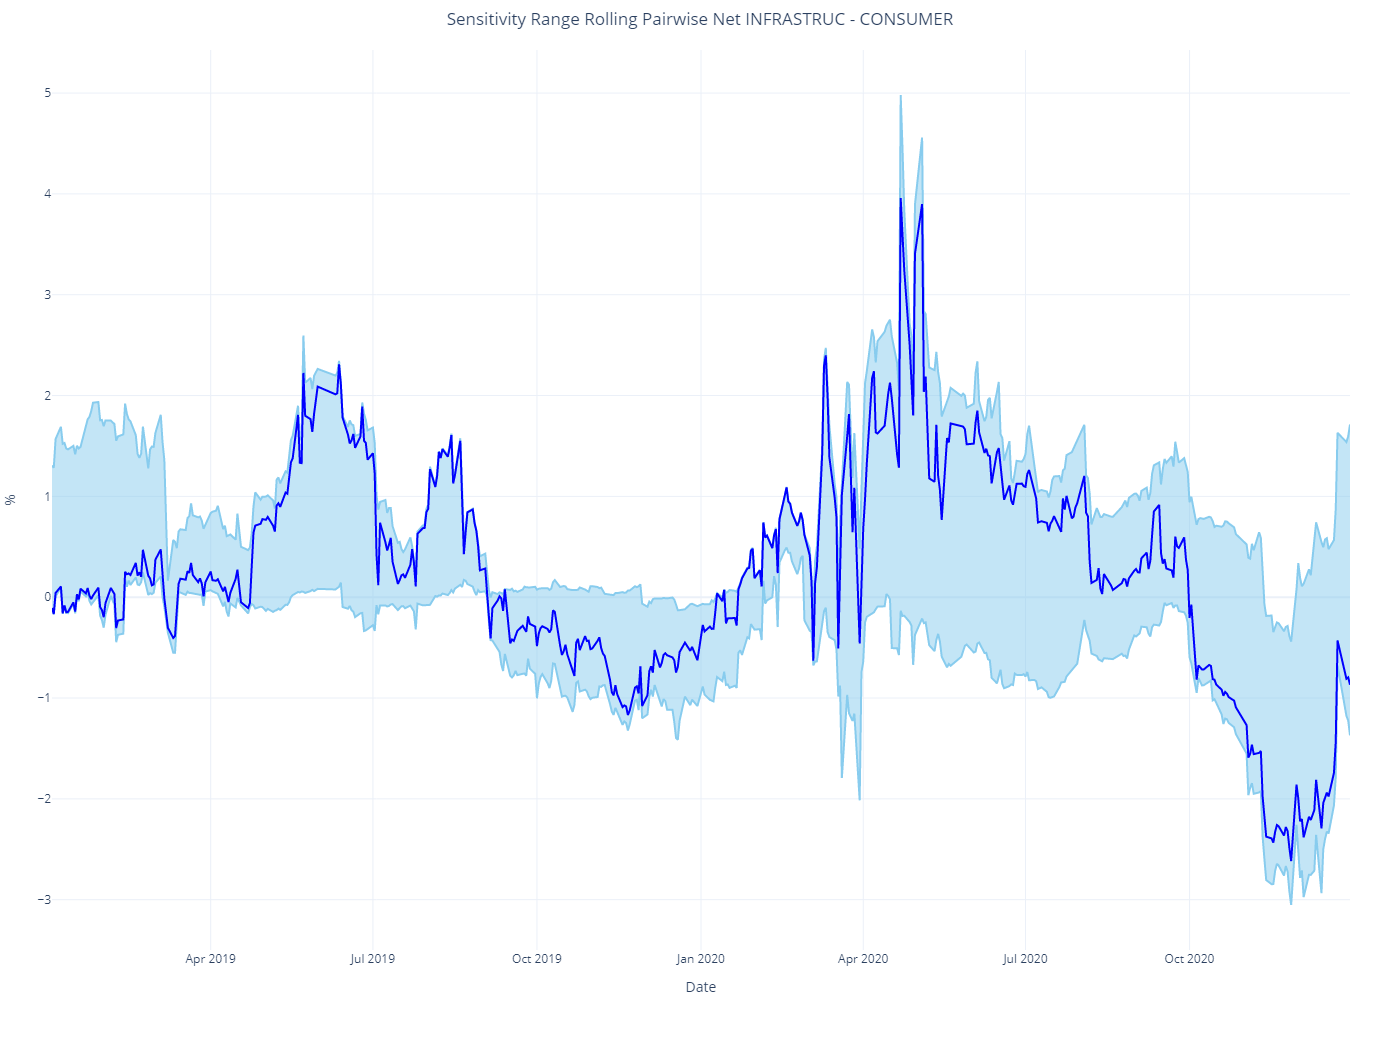 Sensitivity Range Rolling Pairwise Net INFRASTRUC - CONSUMER
5
4
3
2
1
0
−1
−2
−3
%
Apr 2019
Jul 2019
Oct 2019
Jan 2020
Apr 2020
Jul 2020
Oct 2020
Date